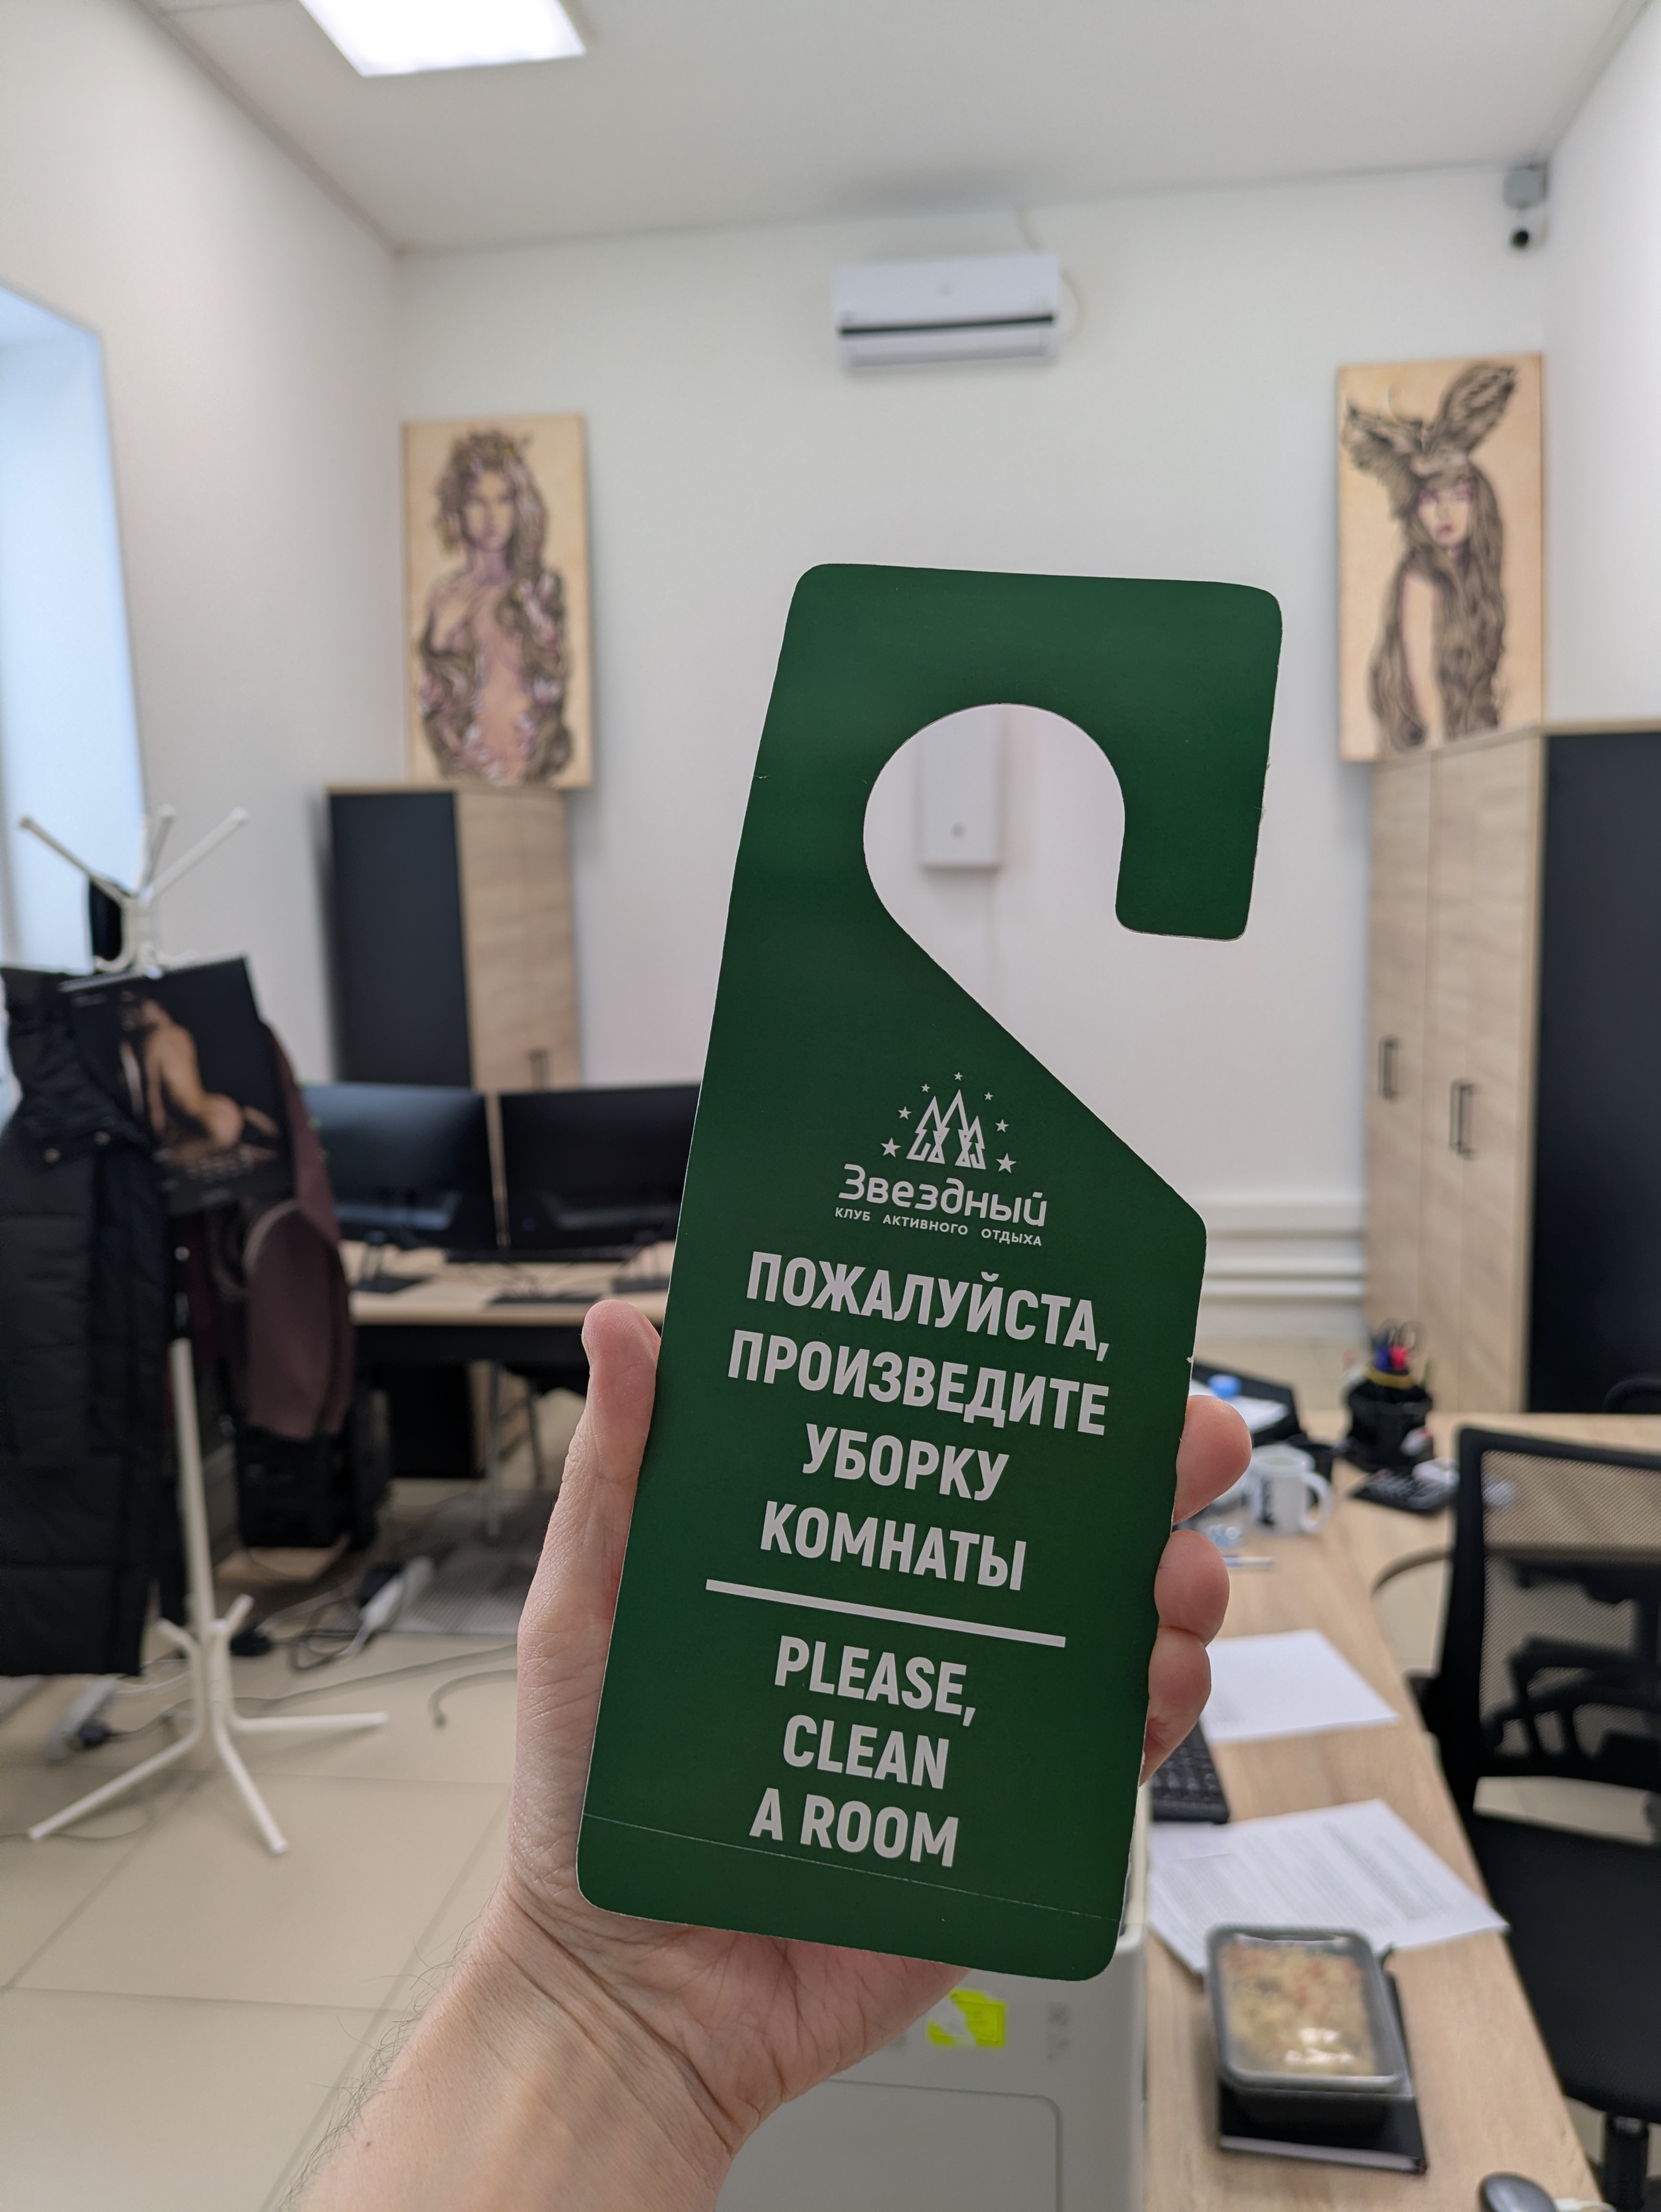 Звездный
КЛУБ АКТИВНОГО ОТДЫХА
ПОЖАЛУЙСТА,
ПРОИЗВЕДИТЕ
УБОРКУ
КОМНАТЫ
PLEASE,
CLEAN
A ROOM